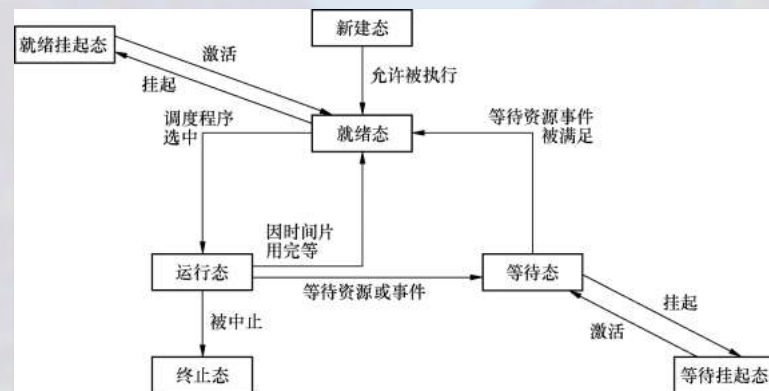 新建态
就绪挂起态
激活
挂起
允许被执行
调度程序
选中
就绪态
等待资源事件
被满足
因时间片
用完等
运行态
等待资源或事件
等待态
挂起
激活
被中止
终止态
等待挂起态